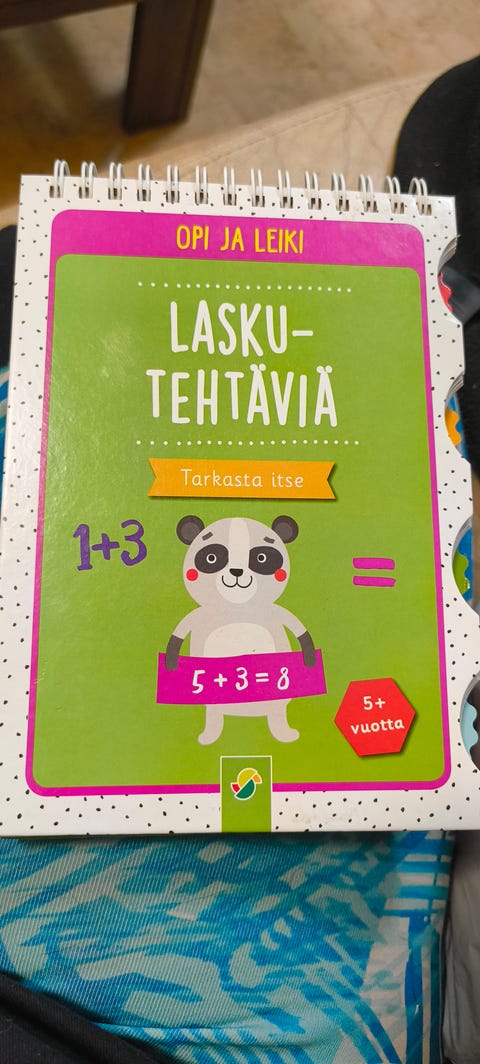 OPI JA LEIKI
LASKU-
TEHTÄVIÄ
Tarkasta itse
1+3
=
5+3=8
5+
vuotta